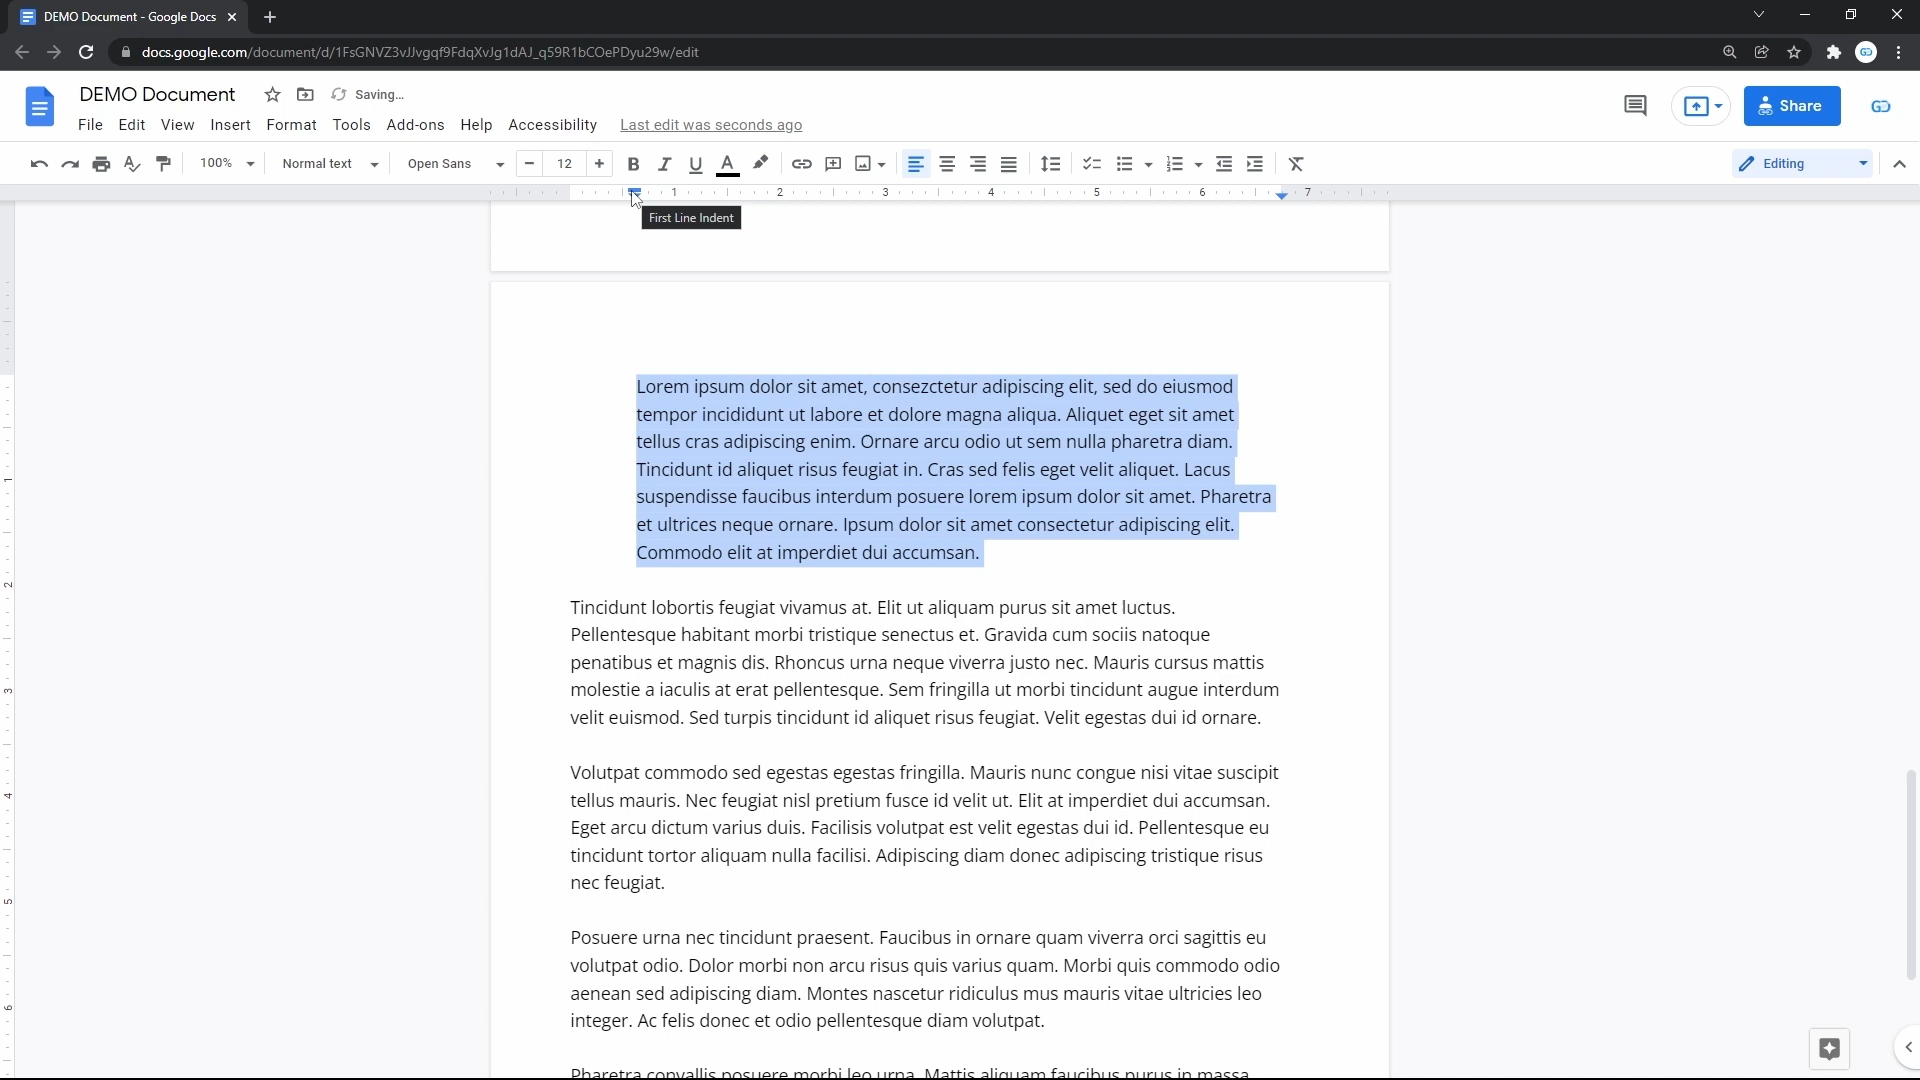 DEMO Document - Google Docs
docs.google.com/document/d/1FsGNVZ3vJJvgqf9FdqXvJg1dAJ_q59R1bCOePDyu29w/edit
DEMO Document
Saving...
Share
File Edit View Insert Format Tools Add-ons Help Accessibility Last edit was seconds ago
100% Normal text Open Sans 12 B I U A Editing
1 2 3 4 5 6 7
First Line Indent
Lorem ipsum dolor sit amet, consezctetur adipiscing elit, sed do eiusmod
tempor incididunt ut labore et dolore magna aliqua. Aliquet eget sit amet
tellus cras adipiscing enim. Ornare arcu odio ut sem nulla pharetra diam.
Tincidunt id aliquet risus feugiat in. Cras sed felis eget velit aliquet. Lacus
suspendisse faucibus interdum posuere lorem ipsum dolor sit amet. Pharetra
et ultrices neque ornare. Ipsum dolor sit amet consectetur adipiscing elit.
Commodo elit at imperdiet dui accumsan.
Tincidunt lobortis feugiat vivamus at. Elit ut aliquam purus sit amet luctus.
Pellentesque habitant morbi tristique senectus et. Gravida cum sociis natoque
penatibus et magnis dis. Rhoncus urna neque viverra justo nec. Mauris cursus mattis
molestie a iaculis at erat pellentesque. Sem fringilla ut morbi tincidunt augue interdum
velit euismod. Sed turpis tincidunt id aliquet risus feugiat. Velit egestas dui id ornare.
Volutpat commodo sed egestas egestas fringilla. Mauris nunc congue nisi vitae suscipit
tellus mauris. Nec feugiat nisl pretium fusce id velit ut. Elit at imperdiet dui accumsan.
Eget arcu dictum varius duis. Facilisis volutpat est velit egestas dui id. Pellentesque eu
tincidunt tortor aliquam nulla facilisi. Adipiscing diam donec adipiscing tristique risus
nec feugiat.
Posuere urna nec tincidunt praesent. Faucibus in ornare quam viverra orci sagittis eu
volutpat odio. Dolor morbi non arcu risus quis varius quam. Morbi quis commodo odio
aenean sed adipiscing diam. Montes nascetur ridiculus mus mauris vitae ultricies leo
integer. Ac felis donec et odio pellentesque diam volutpat.
Pharetra convallis posuere morbi leo urna. Mattis aliquam faucibus purus in massa
1
2
3
4
5
6